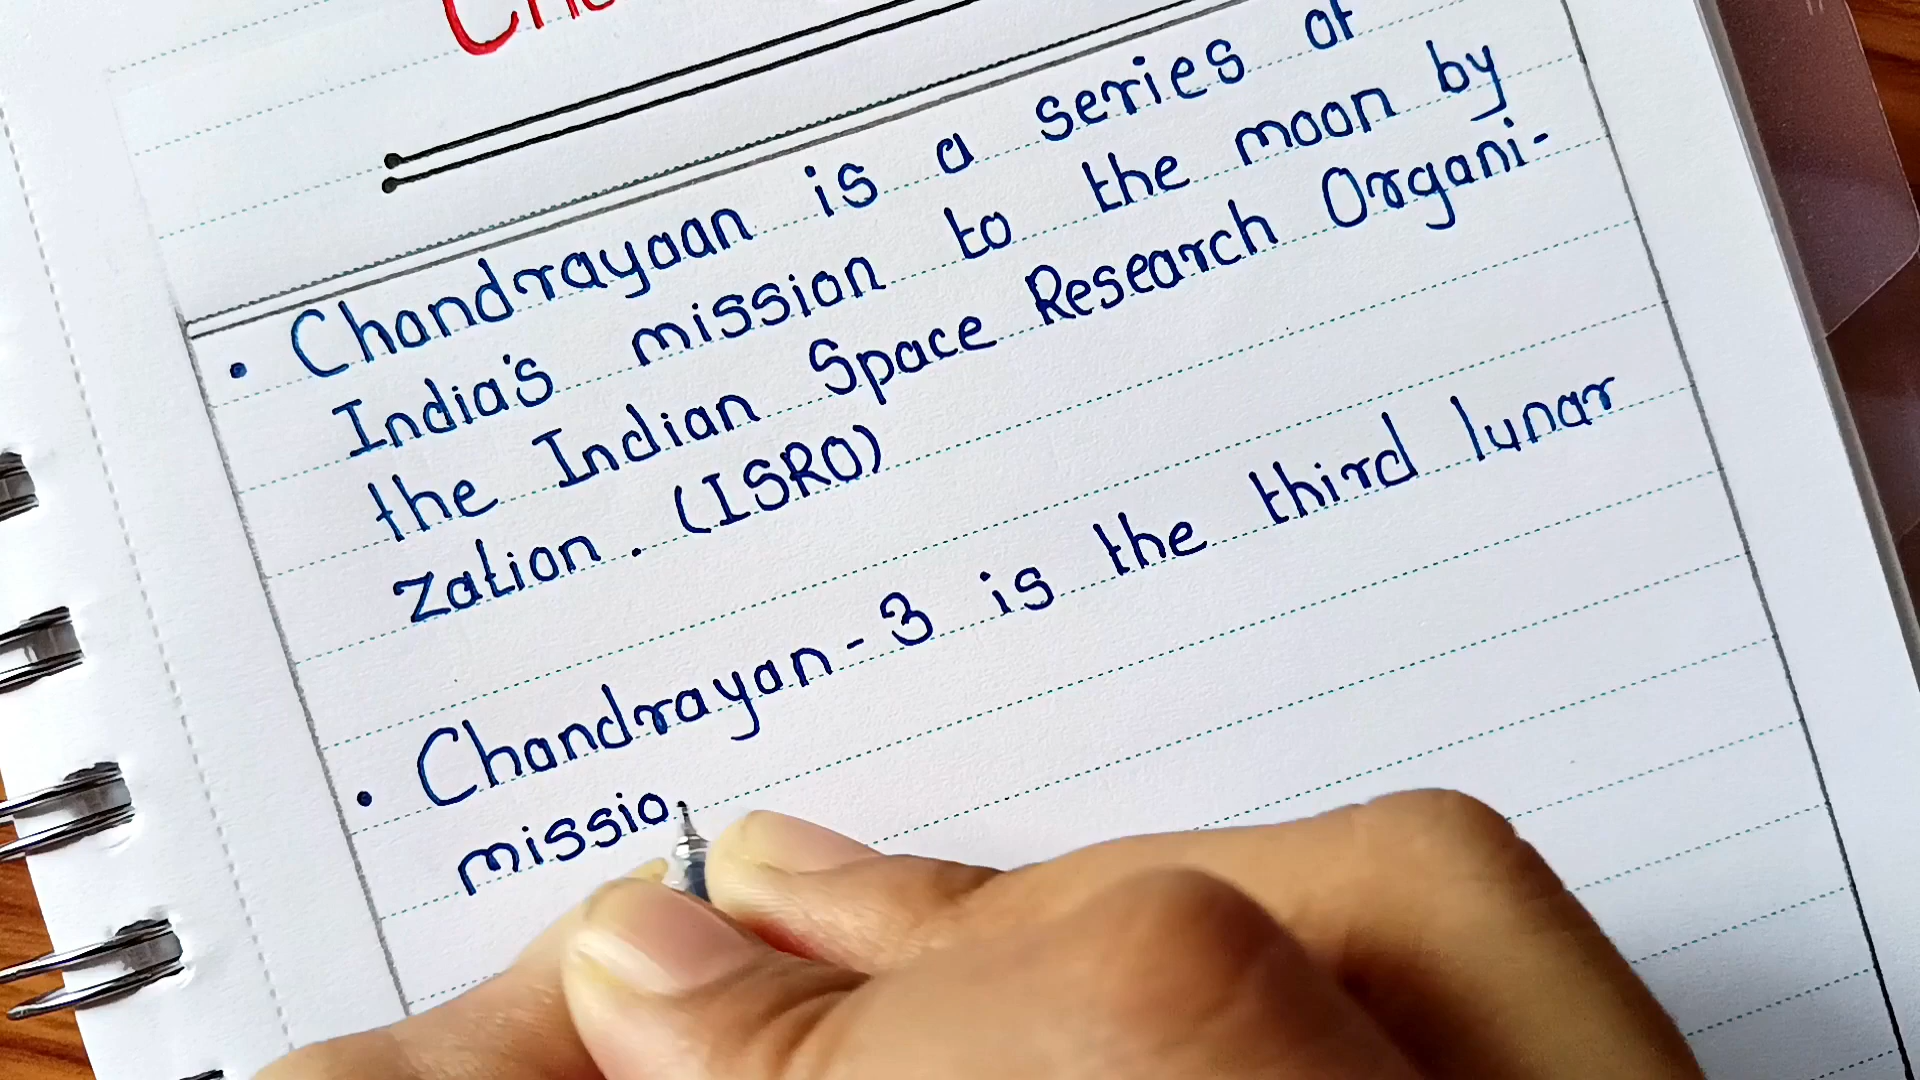 Chandrayaan is a series of
India's mission to the moon by
the Indian Space Research Organi-
zation. (ISRO)
Chandrayan-3 is the third lunar
missio